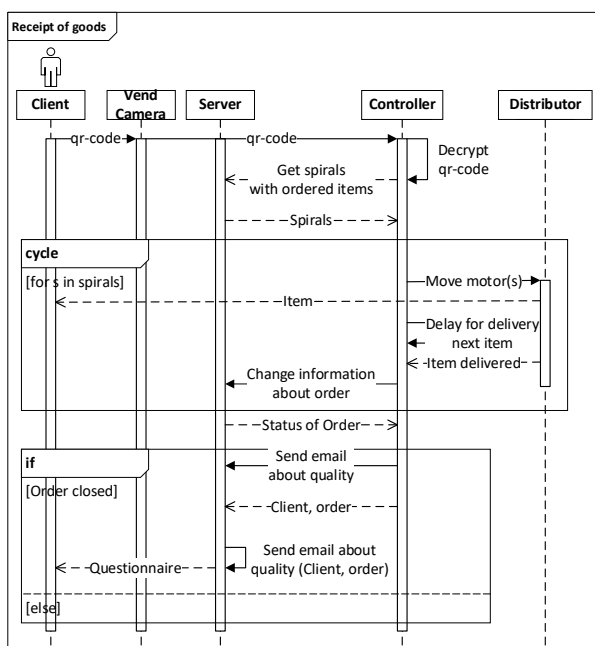 Receipt of goods
Client
Vend
Camera
Server
Controller
Distributor
qr-code
qr-code
Decrypt
qr-code
Get spirals
with ordered items
Spirals
cycle
[for s in spirals]
Move motor(s)
Item
Delay for delivery
next item
Item delivered
Change information
about order
Status of Order
if
Send email
about quality
[Order closed]
Client, order
Send email about
quality (Client, order)
Questionnaire
[else]